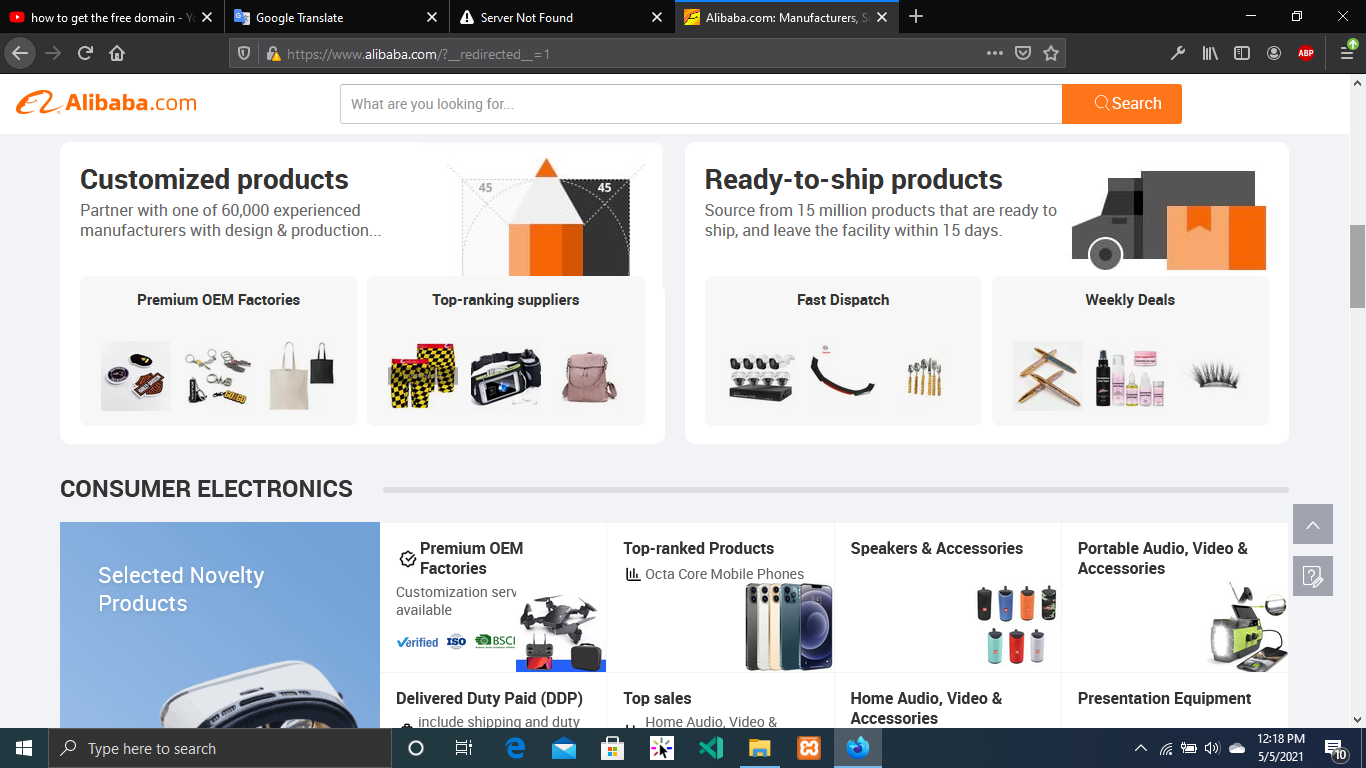 how to get the free domain - Yo
Google Translate
Server Not Found
Alibaba.com: Manufacturers, Su
https://www.alibaba.com/?__redirected__=1
ABP
Alibaba.com
What are you looking for...
Search
Customized products
Partner with one of 60,000 experienced
manufacturers with design & production...
45
45
Premium OEM Factories
Top-ranking suppliers
Ready-to-ship products
Source from 15 million products that are ready to
ship, and leave the facility within 15 days.
Fast Dispatch
Weekly Deals
CONSUMER ELECTRONICS
Selected Novelty
Products
Premium OEM
Factories
Customization serv
available
Verified
ISO
BSCI
Top-ranked Products
Octa Core Mobile Phones
Speakers & Accessories
Portable Audio, Video &
Accessories
Delivered Duty Paid (DDP)
include shipping and duty
Top sales
Home Audio, Video &
Home Audio, Video &
Accessories
Presentation Equipment
Type here to search
12:18 PM
5/5/2021
10